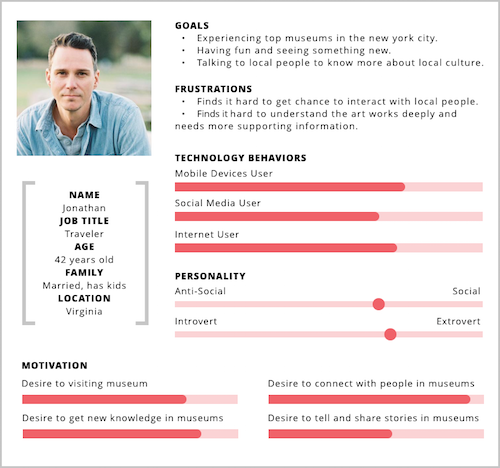 GOALS
• Experiencing top museums in the new york city.
• Having fun and seeing something new.
• Talking to local people to know more about local culture.
FRUSTRATIONS
• Finds it hard to get chance to interact with local people.
• Finds it hard to understand the art works deeply and
needs more supporting information.
TECHNOLOGY BEHAVIORS
Mobile Devices User
Social Media User
Internet User
NAME
Jonathan
JOB TITLE
Traveler
AGE
42 years old
FAMILY
Married, has kids
LOCATION
Virginia
PERSONALITY
Anti-Social Social
Introvert Extrovert
MOTIVATION
Desire to visiting museum
Desire to get new knowledge in museums
Desire to connect with people in museums
Desire to tell and share stories in museums